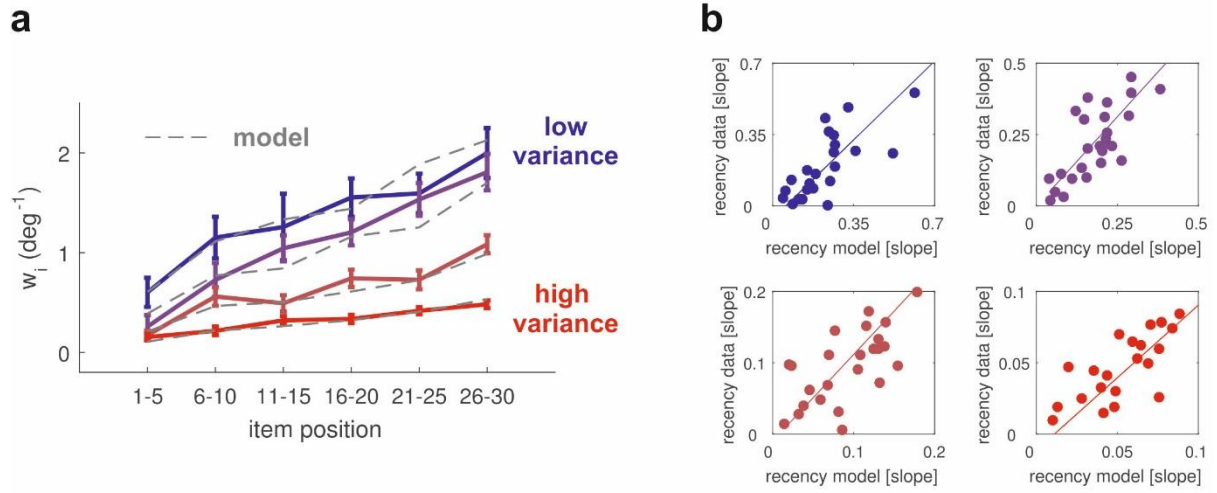 a
model
low
variance
high
variance
w_i (deg^-1)
2
1
0
1-5 6-10 11-15 16-20 21-25 26-30
item position
b
recency data [slope]
0.7
0.35
0
0 0.35 0.7
recency model [slope]
recency data [slope]
0.5
0.25
0
0 0.25 0.5
recency model [slope]
recency data [slope]
0.2
0.1
0
0 0.1 0.2
recency model [slope]
recency data [slope]
0.1
0.05
0
0 0.05 0.1
recency model [slope]